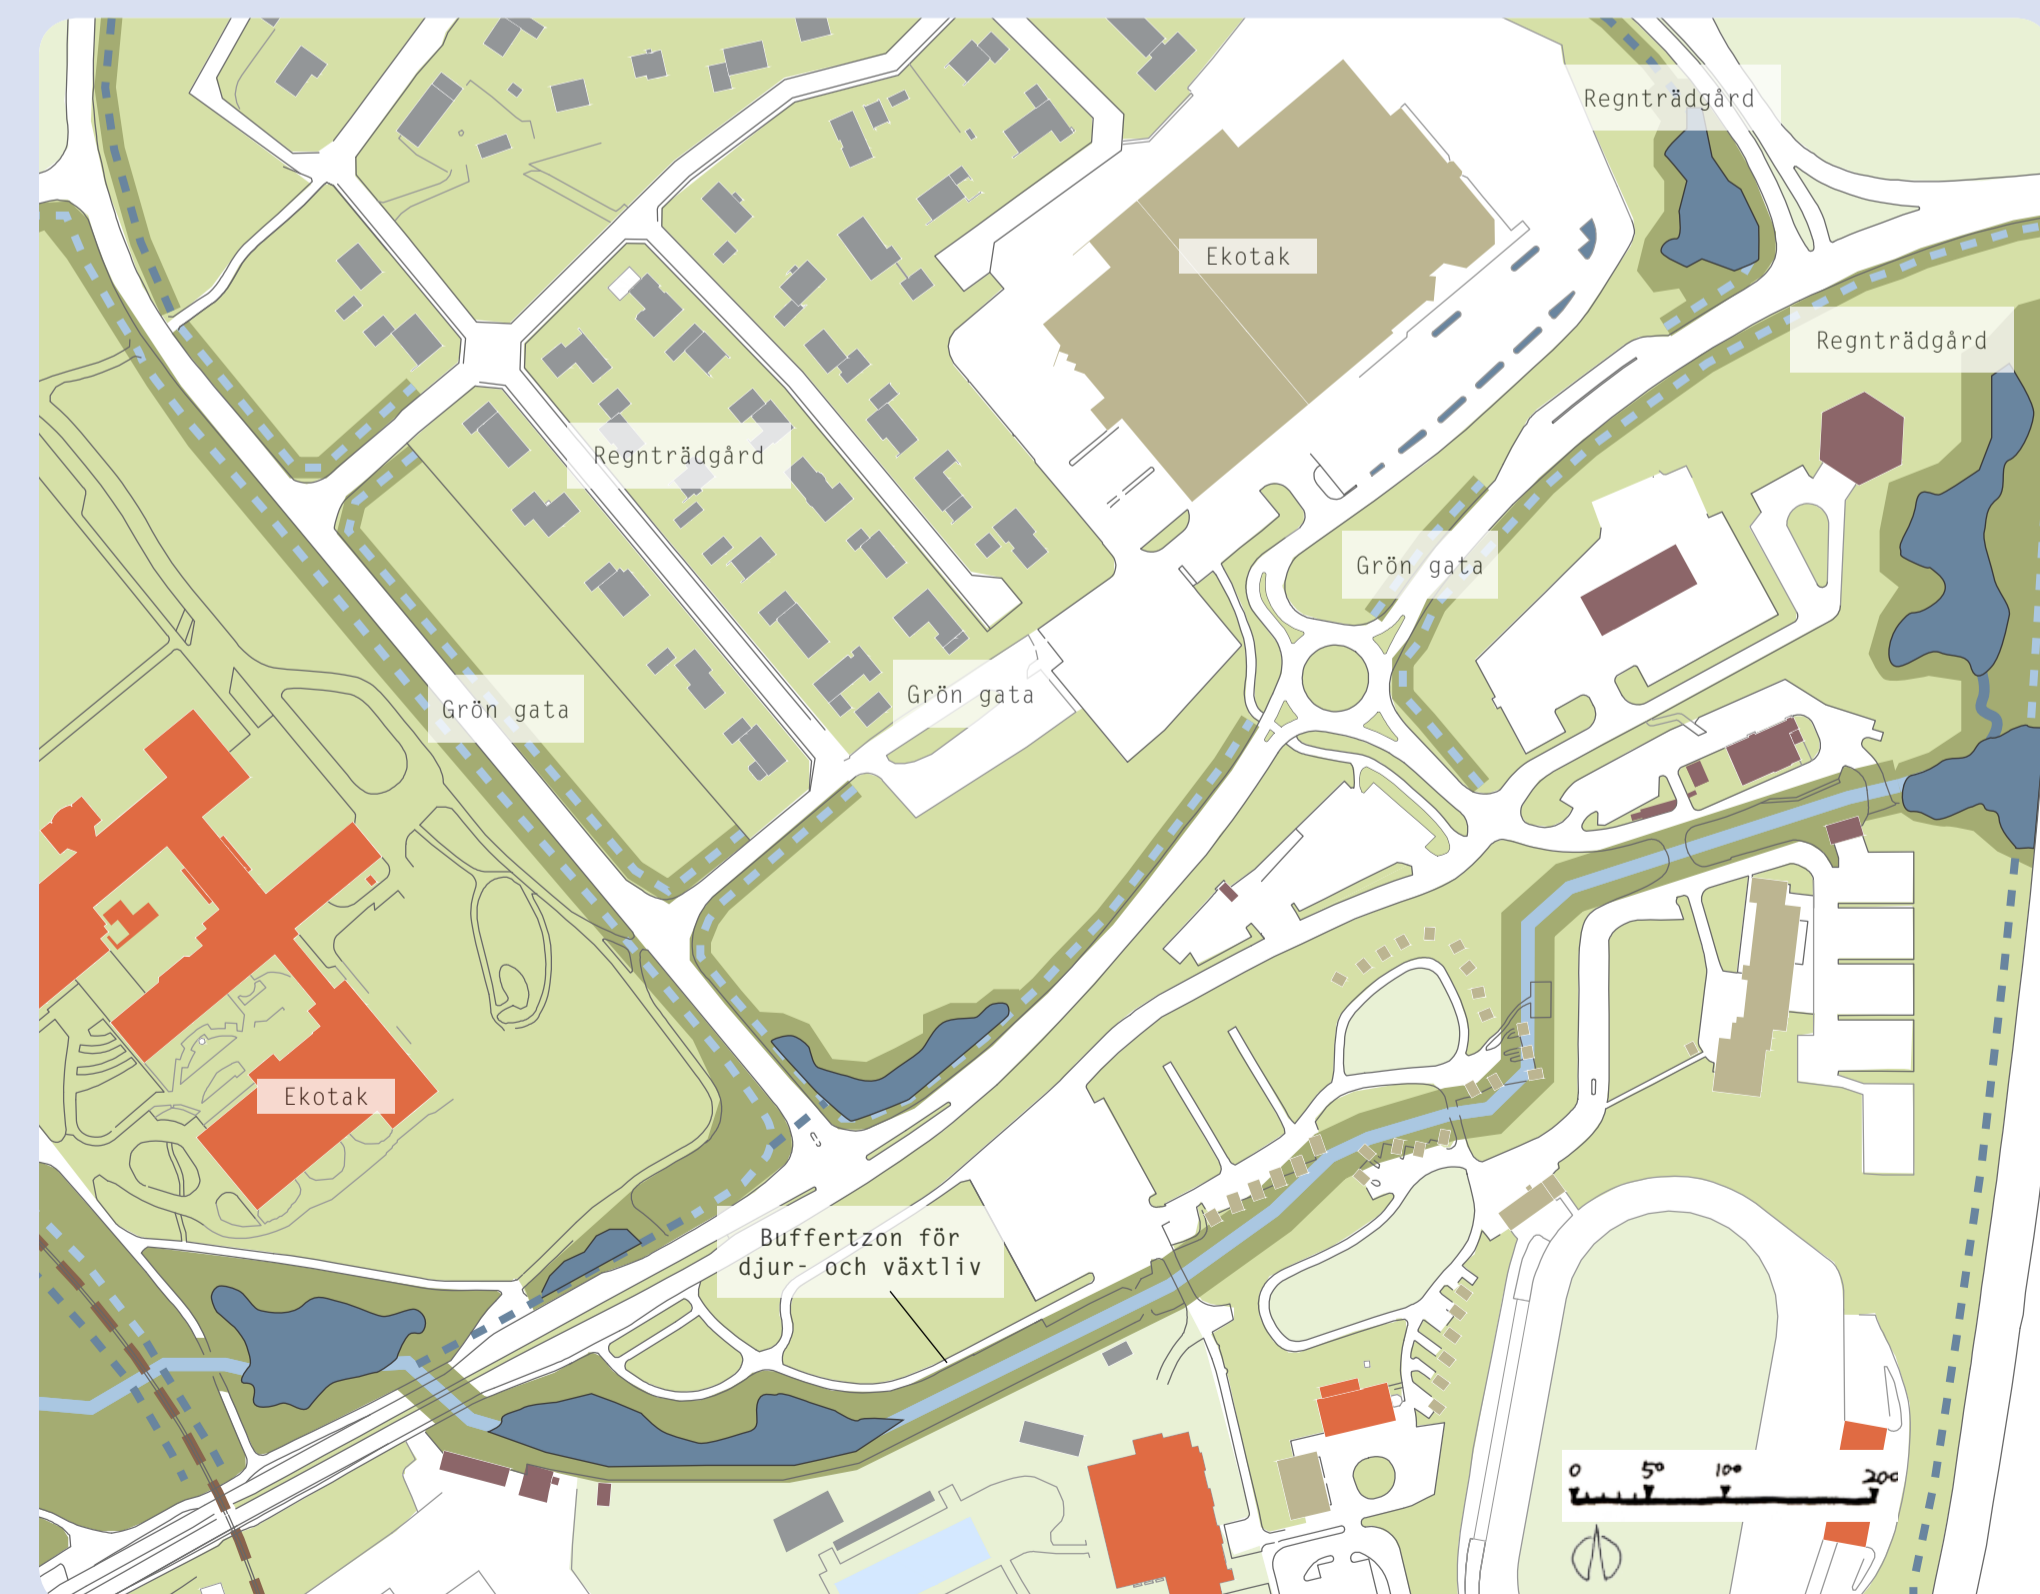 Regnträdgård
Ekotak
Regnträdgård
Regnträdgård
Grön gata
Grön gata
Grön gata
Ekotak
Buffertzon för
djur- och växtliv
0 50 100 200